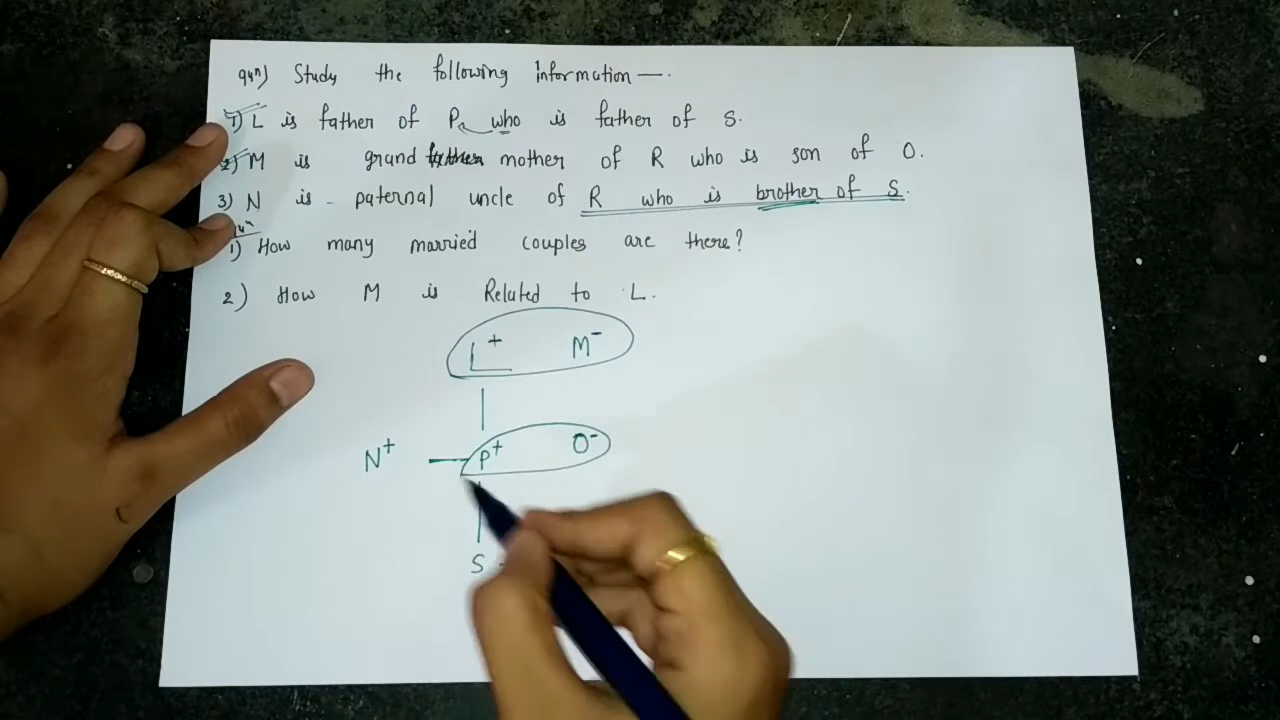 Q4ⁿ) Study the following information —.
1) L is father of P, who is father of S.
2) M is grand mother of R who is son of O.
3) N is paternal uncle of R who is brother of S.
1) How many married couples are there?
2) How M is Related to L.
L⁺ M⁻
N⁺ — P⁺ O⁻
S